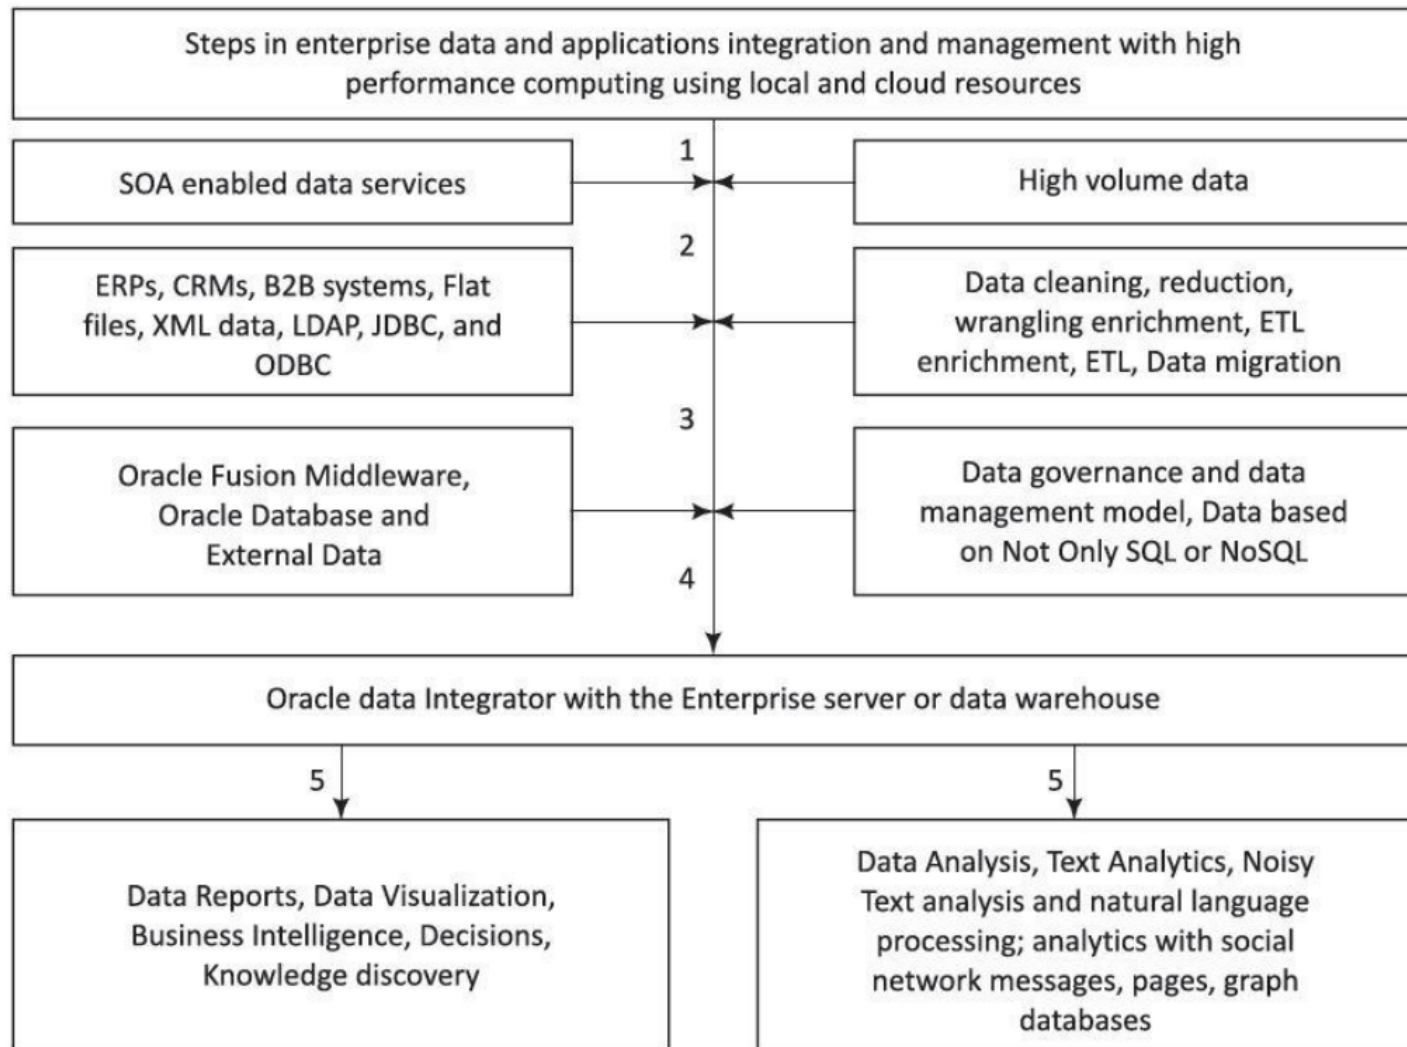 Steps in enterprise data and applications integration and management with high
performance computing using local and cloud resources
1
SOA enabled data services
High volume data
2
ERPs, CRMs, B2B systems, Flat
files, XML data, LDAP, JDBC, and
ODBC
Data cleaning, reduction,
wrangling enrichment, ETL
enrichment, ETL, Data migration
3
Oracle Fusion Middleware,
Oracle Database and
External Data
Data governance and data
management model, Data based
on Not Only SQL or NoSQL
4
Oracle data Integrator with the Enterprise server or data warehouse
5
5
Data Reports, Data Visualization,
Business Intelligence, Decisions,
Knowledge discovery
Data Analysis, Text Analytics, Noisy
Text analysis and natural language
processing; analytics with social
network messages, pages, graph
databases